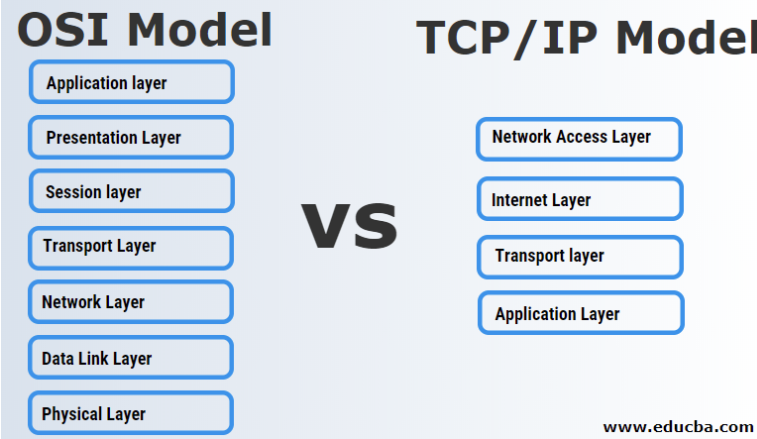 OSI Model
Application layer
Presentation Layer
Session layer
Transport Layer
Network Layer
Data Link Layer
Physical Layer
vs
TCP/IP Model
Network Access Layer
Internet Layer
Transport layer
Application Layer
www.educba.com